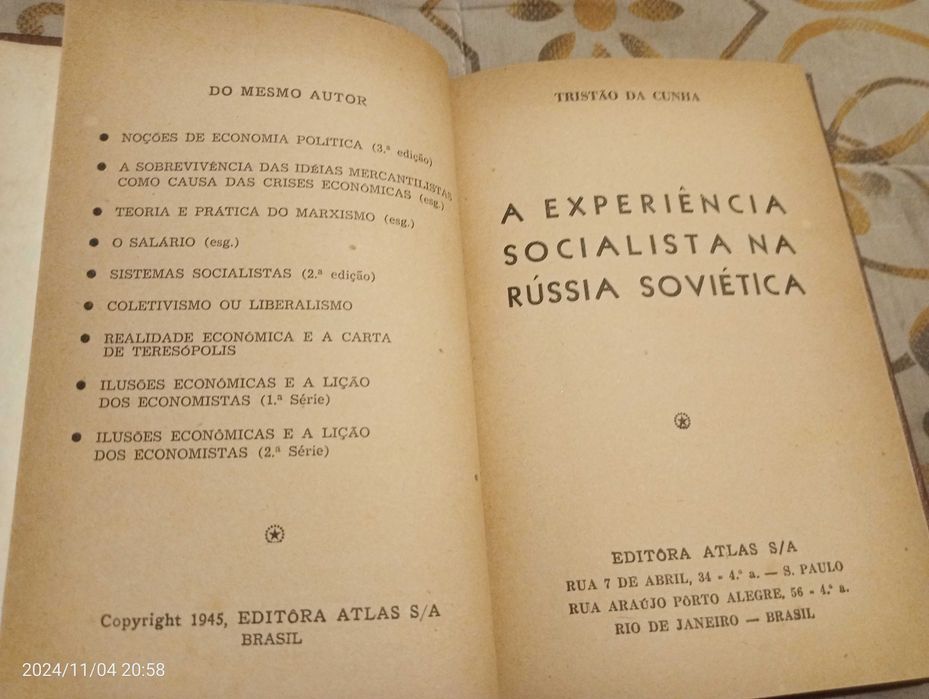 DO MESMO AUTOR
● NOÇÕES DE ECONOMIA POLÍTICA (3.ª edição)
● A SOBREVIVÊNCIA DAS IDÉIAS MERCANTILISTAS
COMO CAUSA DAS CRISES ECONÔMICAS (esg.)
● TEORIA E PRÁTICA DO MARXISMO (esg.)
● O SALÁRIO (esg.)
● SISTEMAS SOCIALISTAS (2.ª edição)
● COLETIVISMO OU LIBERALISMO
● REALIDADE ECONÔMICA E A CARTA
DE TERESÓPOLIS
● ILUSÕES ECONÔMICAS E A LIÇÃO
DOS ECONOMISTAS (1.ª Série)
● ILUSÕES ECONÔMICAS E A LIÇÃO
DOS ECONOMISTAS (2.ª Série)
Copyright 1945, EDITÔRA ATLAS S/A
BRASIL
TRISTÃO DA CUNHA
A EXPERIÊNCIA
SOCIALISTA NA
RÚSSIA SOVIÉTICA
EDITÔRA ATLAS S/A
RUA 7 DE ABRIL, 34 - 4.º a. — S. PAULO
RUA ARAÚJO PÔRTO ALEGRE, 56 - 4.º a.
RIO DE JANEIRO — BRASIL
2024/11/04 20:58